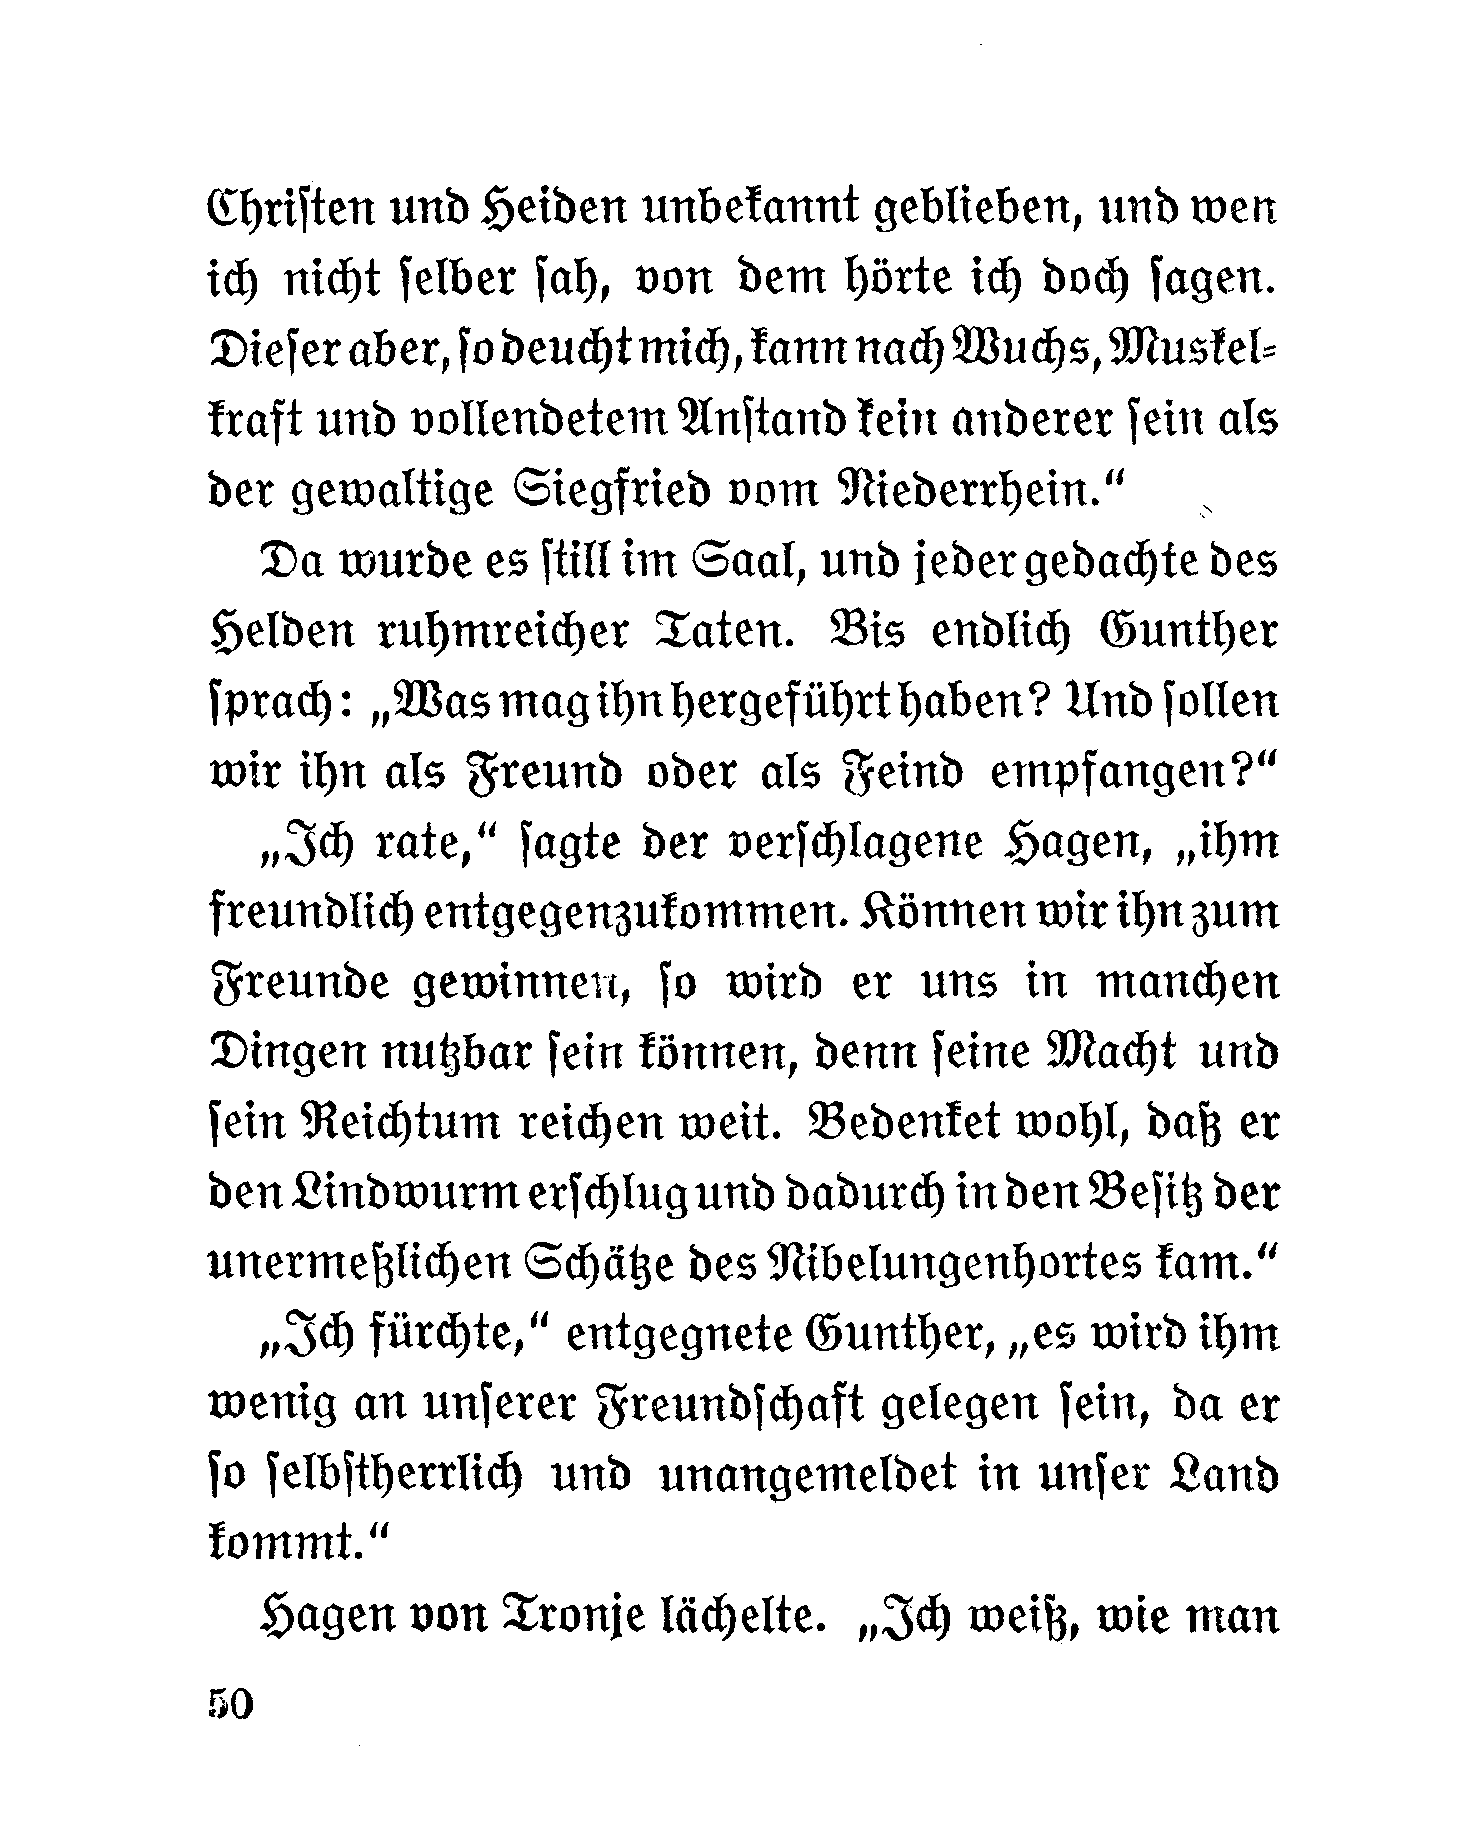 Chriſten und Heiden unbekannt geblieben, und wen
ich nicht ſelber ſah, von dem hörte ich doch ſagen.
Dieſer aber, ſo deucht mich, kann nach Wuchs, Muskel⸗
kraft und vollendetem Anſtand kein anderer ſein als
der gewaltige Siegfried vom Niederrhein.“
Da wurde es ſtill im Saal, und jeder gedachte des
Helden ruhmreicher Taten. Bis endlich Gunther
ſprach: „Was mag ihn hergeführt haben? Und ſollen
wir ihn als Freund oder als Feind empfangen?“
„Ich rate,“ ſagte der verſchlagene Hagen, „ihm
freundlich entgegenzukommen. Können wir ihn zum
Freunde gewinnen, ſo wird er uns in manchen
Dingen nutzbar ſein können, denn ſeine Macht und
ſein Reichtum reichen weit. Bedenket wohl, daß er
den Lindwurm erſchlug und dadurch in den Beſitz der
unermeßlichen Schätze des Nibelungenhortes kam.“
„Ich fürchte,“ entgegnete Gunther, „es wird ihm
wenig an unſerer Freundſchaft gelegen ſein, da er
ſo ſelbſtherrlich und unangemeldet in unſer Land
kommt.“
Hagen von Tronje lächelte. „Ich weiß, wie man
50